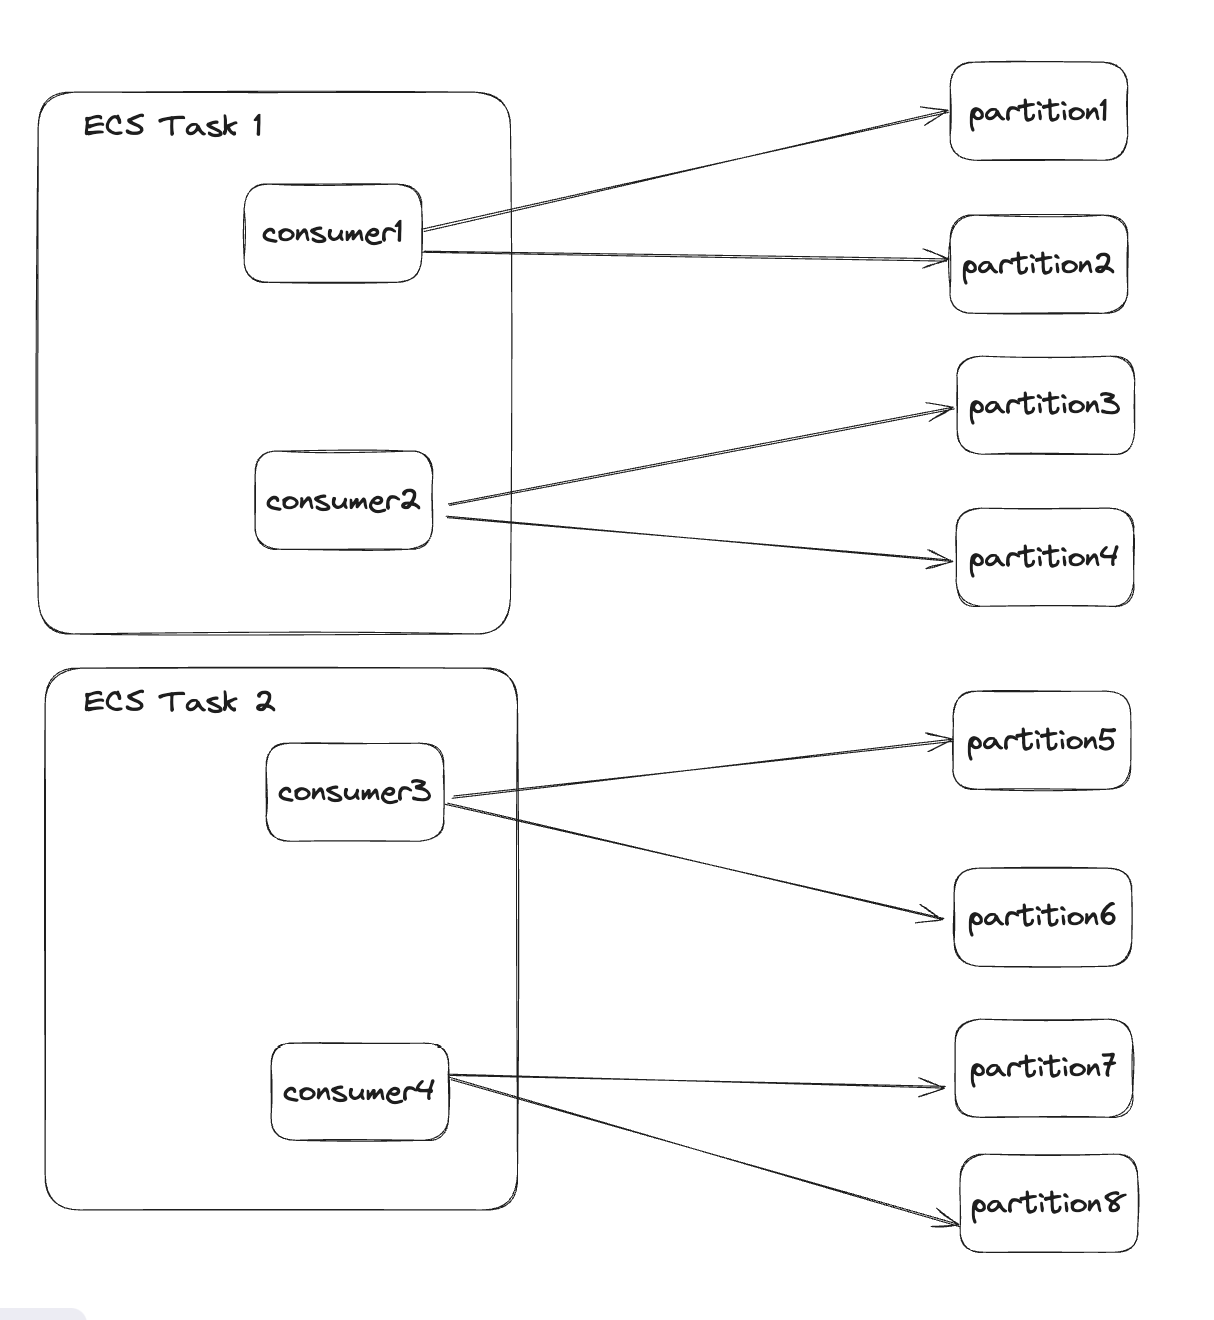 ECS Task 1
consumer1
consumer2
partition1
partition2
partition3
partition4
ECS Task 2
consumer3
consumer4
partition5
partition6
partition7
partition8